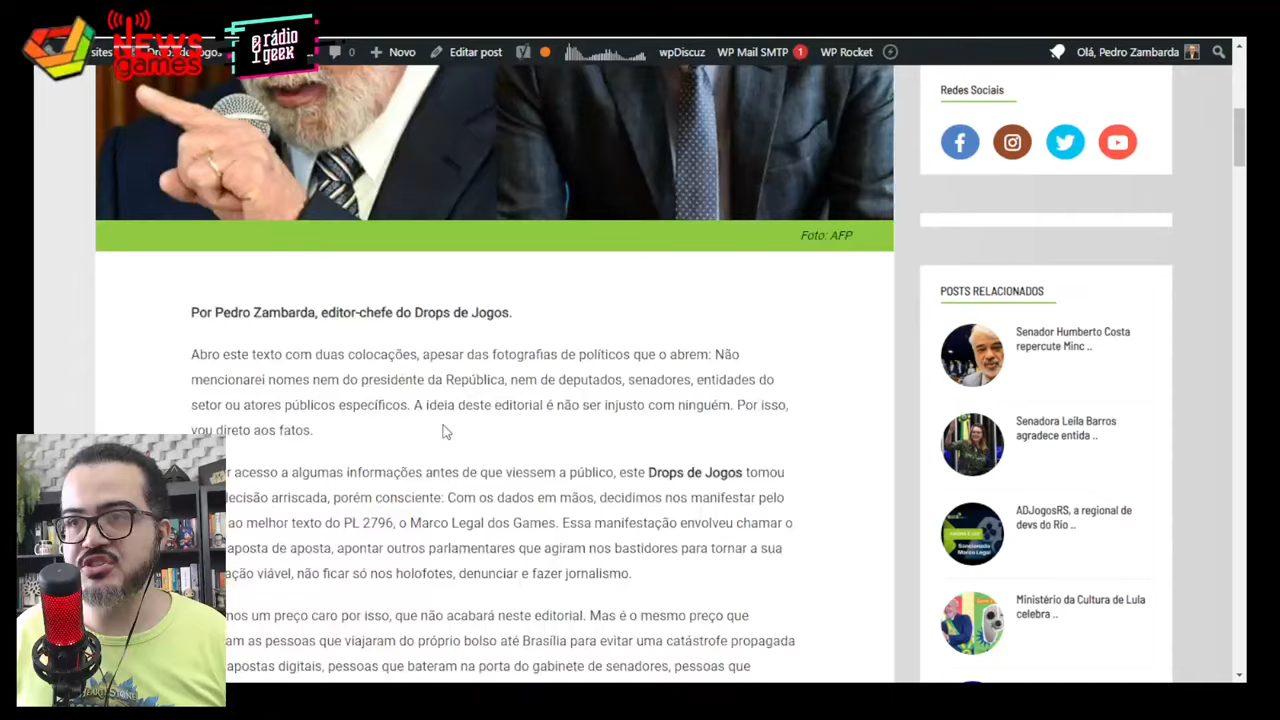 NEWS
games
rádio
geek
sites
0
Novo
Editar post
wpDiscuz
WP Mail SMTP
1
WP Rocket
Olá, Pedro Zambarda
Foto: AFP
Redes Sociais
Por Pedro Zambarda, editor-chefe do Drops de Jogos.
Abro este texto com duas colocações, apesar das fotografias de políticos que o abrem: Não
mencionarei nomes nem do presidente da República, nem de deputados, senadores, entidades do
setor ou atores públicos específicos. A ideia deste editorial é não ser injusto com ninguém. Por isso,
vou direto aos fatos.
r acesso a algumas informações antes de que viessem a público, este Drops de Jogos tomou
decisão arriscada, porém consciente: Com os dados em mãos, decidimos nos manifestar pelo
ao melhor texto do PL 2796, o Marco Legal dos Games. Essa manifestação envolveu chamar o
aposta de aposta, apontar outros parlamentares que agiram nos bastidores para tornar a sua
ação viável, não ficar só nos holofotes, denunciar e fazer jornalismo.
mos um preço caro por isso, que não acabará neste editorial. Mas é o mesmo preço que
am as pessoas que viajaram do próprio bolso até Brasília para evitar uma catástrofe propagada
apostas digitais, pessoas que bateram na porta do gabinete de senadores, pessoas que
POSTS RELACIONADOS
Senador Humberto Costa
repercute Minc ..
Senadora Leila Barros
agradece entida ..
ADJogosRS, a regional de
devs do Rio ..
Ministério da Cultura de Lula
celebra ..